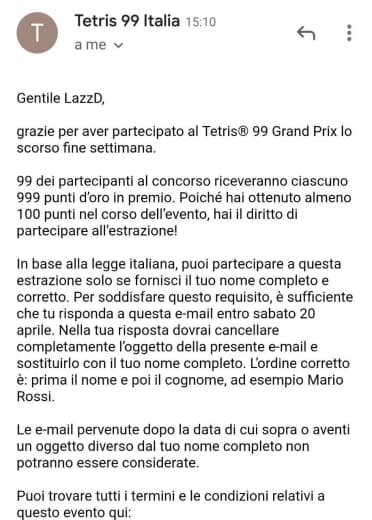 T
Tetris 99 Italia 15:10
a me
Gentile LazzD,
grazie per aver partecipato al Tetris® 99 Grand Prix lo
scorso fine settimana.
99 dei partecipanti al concorso riceveranno ciascuno
999 punti d'oro in premio. Poiché hai ottenuto almeno
100 punti nel corso dell'evento, hai il diritto di
partecipare all'estrazione!
In base alla legge italiana, puoi partecipare a questa
estrazione solo se fornisci il tuo nome completo e
corretto. Per soddisfare questo requisito, è sufficiente
che tu risponda a questa e-mail entro sabato 20
aprile. Nella tua risposta dovrai cancellare
completamente l'oggetto della presente e-mail e
sostituirlo con il tuo nome completo. L'ordine corretto
è: prima il nome e poi il cognome, ad esempio Mario
Rossi.
Le e-mail pervenute dopo la data di cui sopra o aventi
un oggetto diverso dal tuo nome completo non
potranno essere considerate.
Puoi trovare tutti i termini e le condizioni relativi a
questo evento qui: